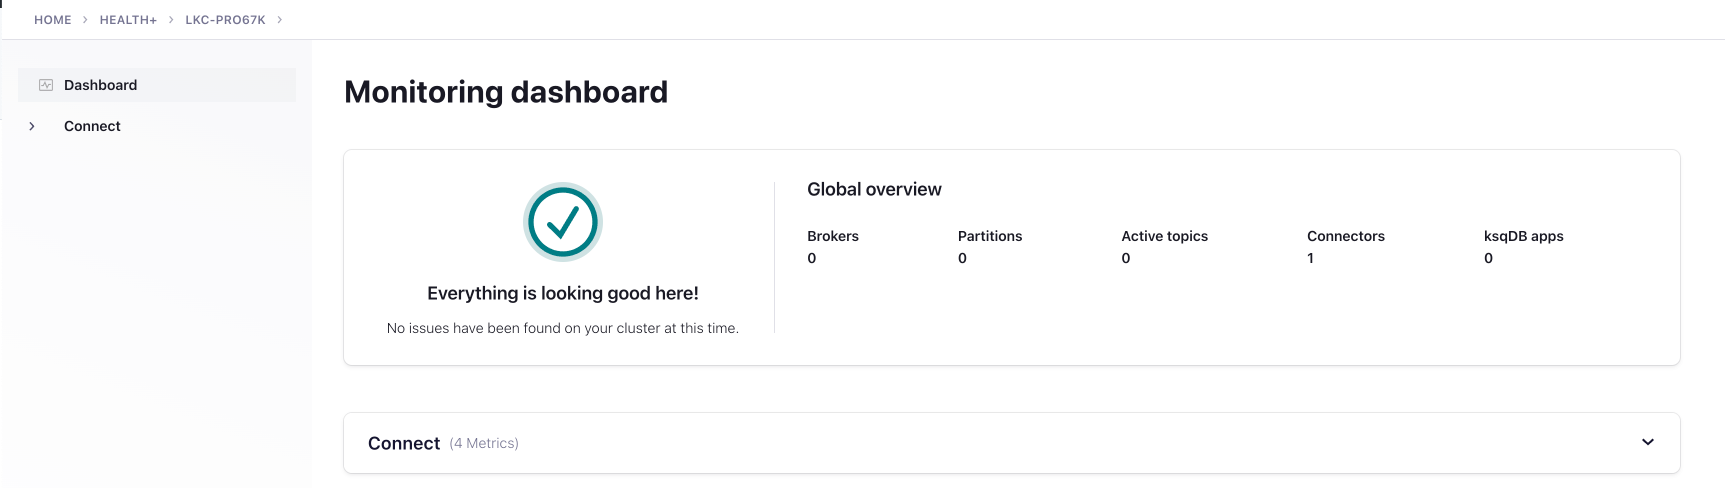 HOME > HEALTH+ > LKC-PRO67K >
Dashboard
> Connect
Monitoring dashboard
Everything is looking good here!
No issues have been found on your cluster at this time.
Global overview
Brokers Partitions Active topics Connectors ksqDB apps
0 0 0 1 0
Connect (4 Metrics)